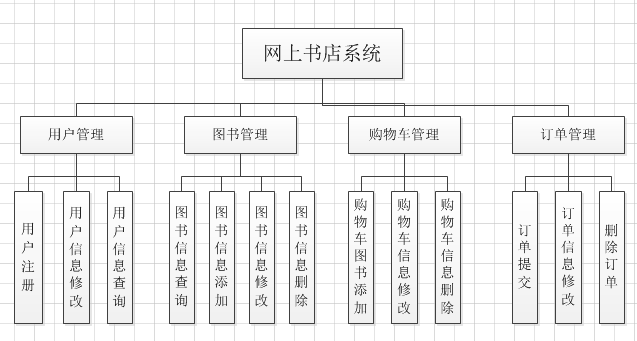 网上书店系统
用户管理
图书管理
购物车管理
订单管理
用户注册
用户信息修改
用户信息查询
图书信息查询
图书信息添加
图书信息修改
图书信息删除
购物车图书添加
购物车信息修改
购物车信息删除
订单提交
订单信息修改
删除订单